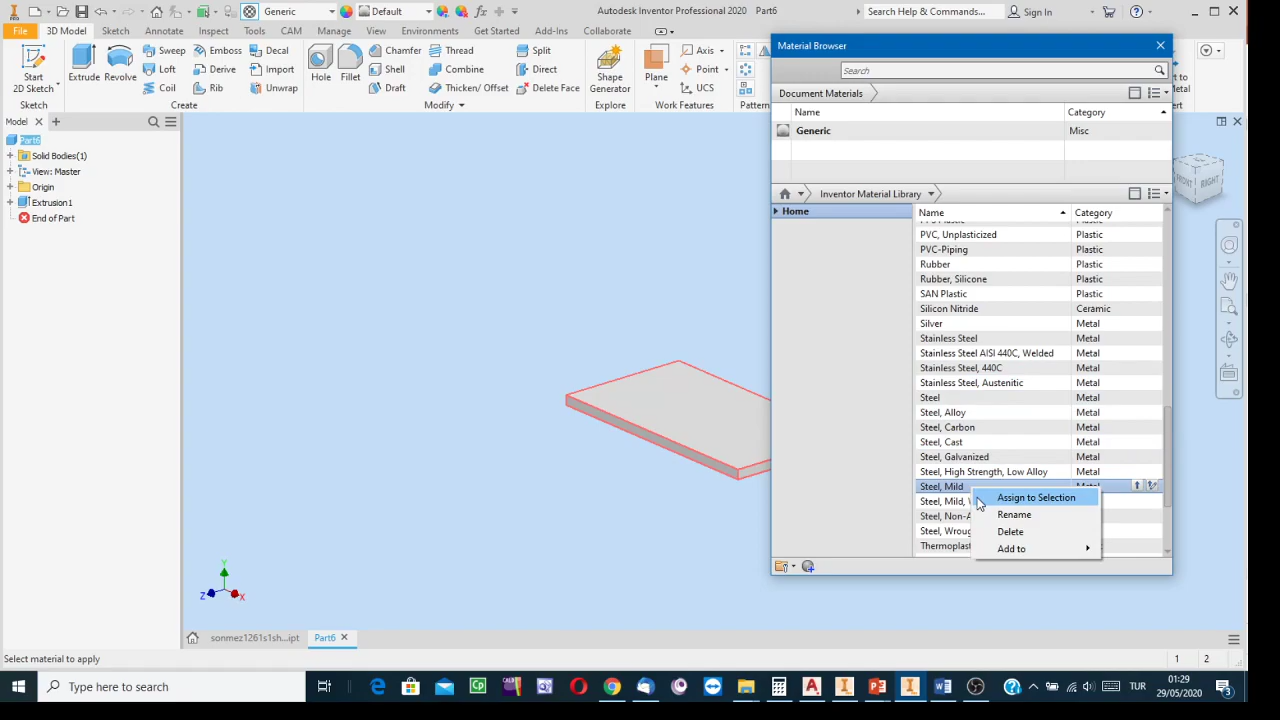 Generic
Default
Autodesk Inventor Professional 2020 Part6
Search Help & Commands...
Sign In
File
3D Model
Sketch
Annotate
Inspect
Tools
CAM
Manage
View
Environments
Get Started
Add-Ins
Collaborate
Start
2D Sketch
Extrude
Revolve
Sweep
Loft
Coil
Emboss
Derive
Rib
Decal
Import
Unwrap
Hole
Fillet
Chamfer
Shell
Draft
Thread
Combine
Thicken/ Offset
Split
Direct
Delete Face
Shape
Generator
Plane
Axis
Point
UCS
Sketch
Create
Modify
Explore
Work Features
Pattern
Model
Part6
Solid Bodies(1)
View: Master
Origin
Extrusion1
End of Part
Material Browser
Search
Document Materials
Name
Category
Generic
Misc
Inventor Material Library
Home
Name
Category
PVC, Unplasticized Plastic
PVC-Piping Plastic
Rubber Plastic
Rubber, Silicone Plastic
SAN Plastic Plastic
Silicon Nitride Ceramic
Silver Metal
Stainless Steel Metal
Stainless Steel AISI 440C, Welded Metal
Stainless Steel, 440C Metal
Stainless Steel, Austenitic Metal
Steel Metal
Steel, Alloy Metal
Steel, Carbon Metal
Steel, Cast Metal
Steel, Galvanized Metal
Steel, High Strength, Low Alloy Metal
Steel, Mild
Steel, Mild,
Assign to Selection
Rename
Delete
Add to
FRONT
RIGHT
Y
Z
X
sonmez1261s1sh...ipt
Part6
Select material to apply
1
2
Type here to search
TUR
01:29
29/05/2020
3